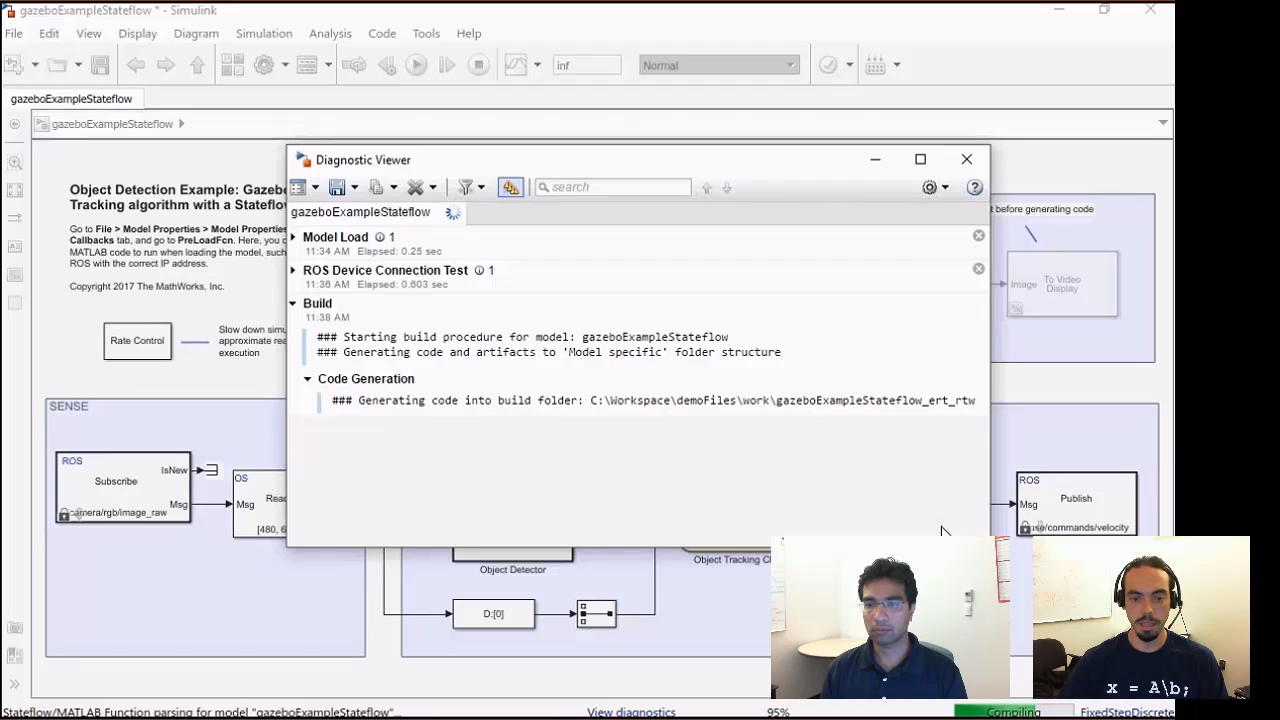 gazeboExampleStateflow * - Simulink
File Edit View Display Diagram Simulation Analysis Code Tools Help
inf
Normal
gazeboExampleStateflow
gazeboExampleStateflow
Diagnostic Viewer
search
gazeboExampleStateflow
Model Load 1
11:34 AM Elapsed: 0.25 sec
ROS Device Connection Test 1
11:36 AM Elapsed: 0.603 sec
Build
11:38 AM
### Starting build procedure for model: gazeboExampleStateflow
### Generating code and artifacts to 'Model specific' folder structure
Code Generation
### Generating code into build folder: C:\Workspace\demoFiles\work\gazeboExampleStateflow_ert_rtw
Object Detection Example: Gazeb
Tracking algorithm with a Stateflow
Go to File > Model Properties > Model Properties
Callbacks tab, and go to PreLoadFcn. Here, you c
MATLAB code to run when loading the model, such
ROS with the correct IP address.
Copyright 2017 The MathWorks, Inc.
Rate Control
Slow down simu
approximate rea
execution
t before generating code
Image
To Video
Display
SENSE
ROS
IsNew
Subscribe
Msg
camera/rgb/image_raw
OS
Rea
Msg
[480, 6
Object Detector
D:[0]
Object Tracking C
ROS
Publish
Msg
se/commands/velocity
x = A\b;
Stateflow/MATLAB Function parsing for model "gazeboExampleStateflow"...
View diagnostics
95%
Compiling
FixedStepDiscrete